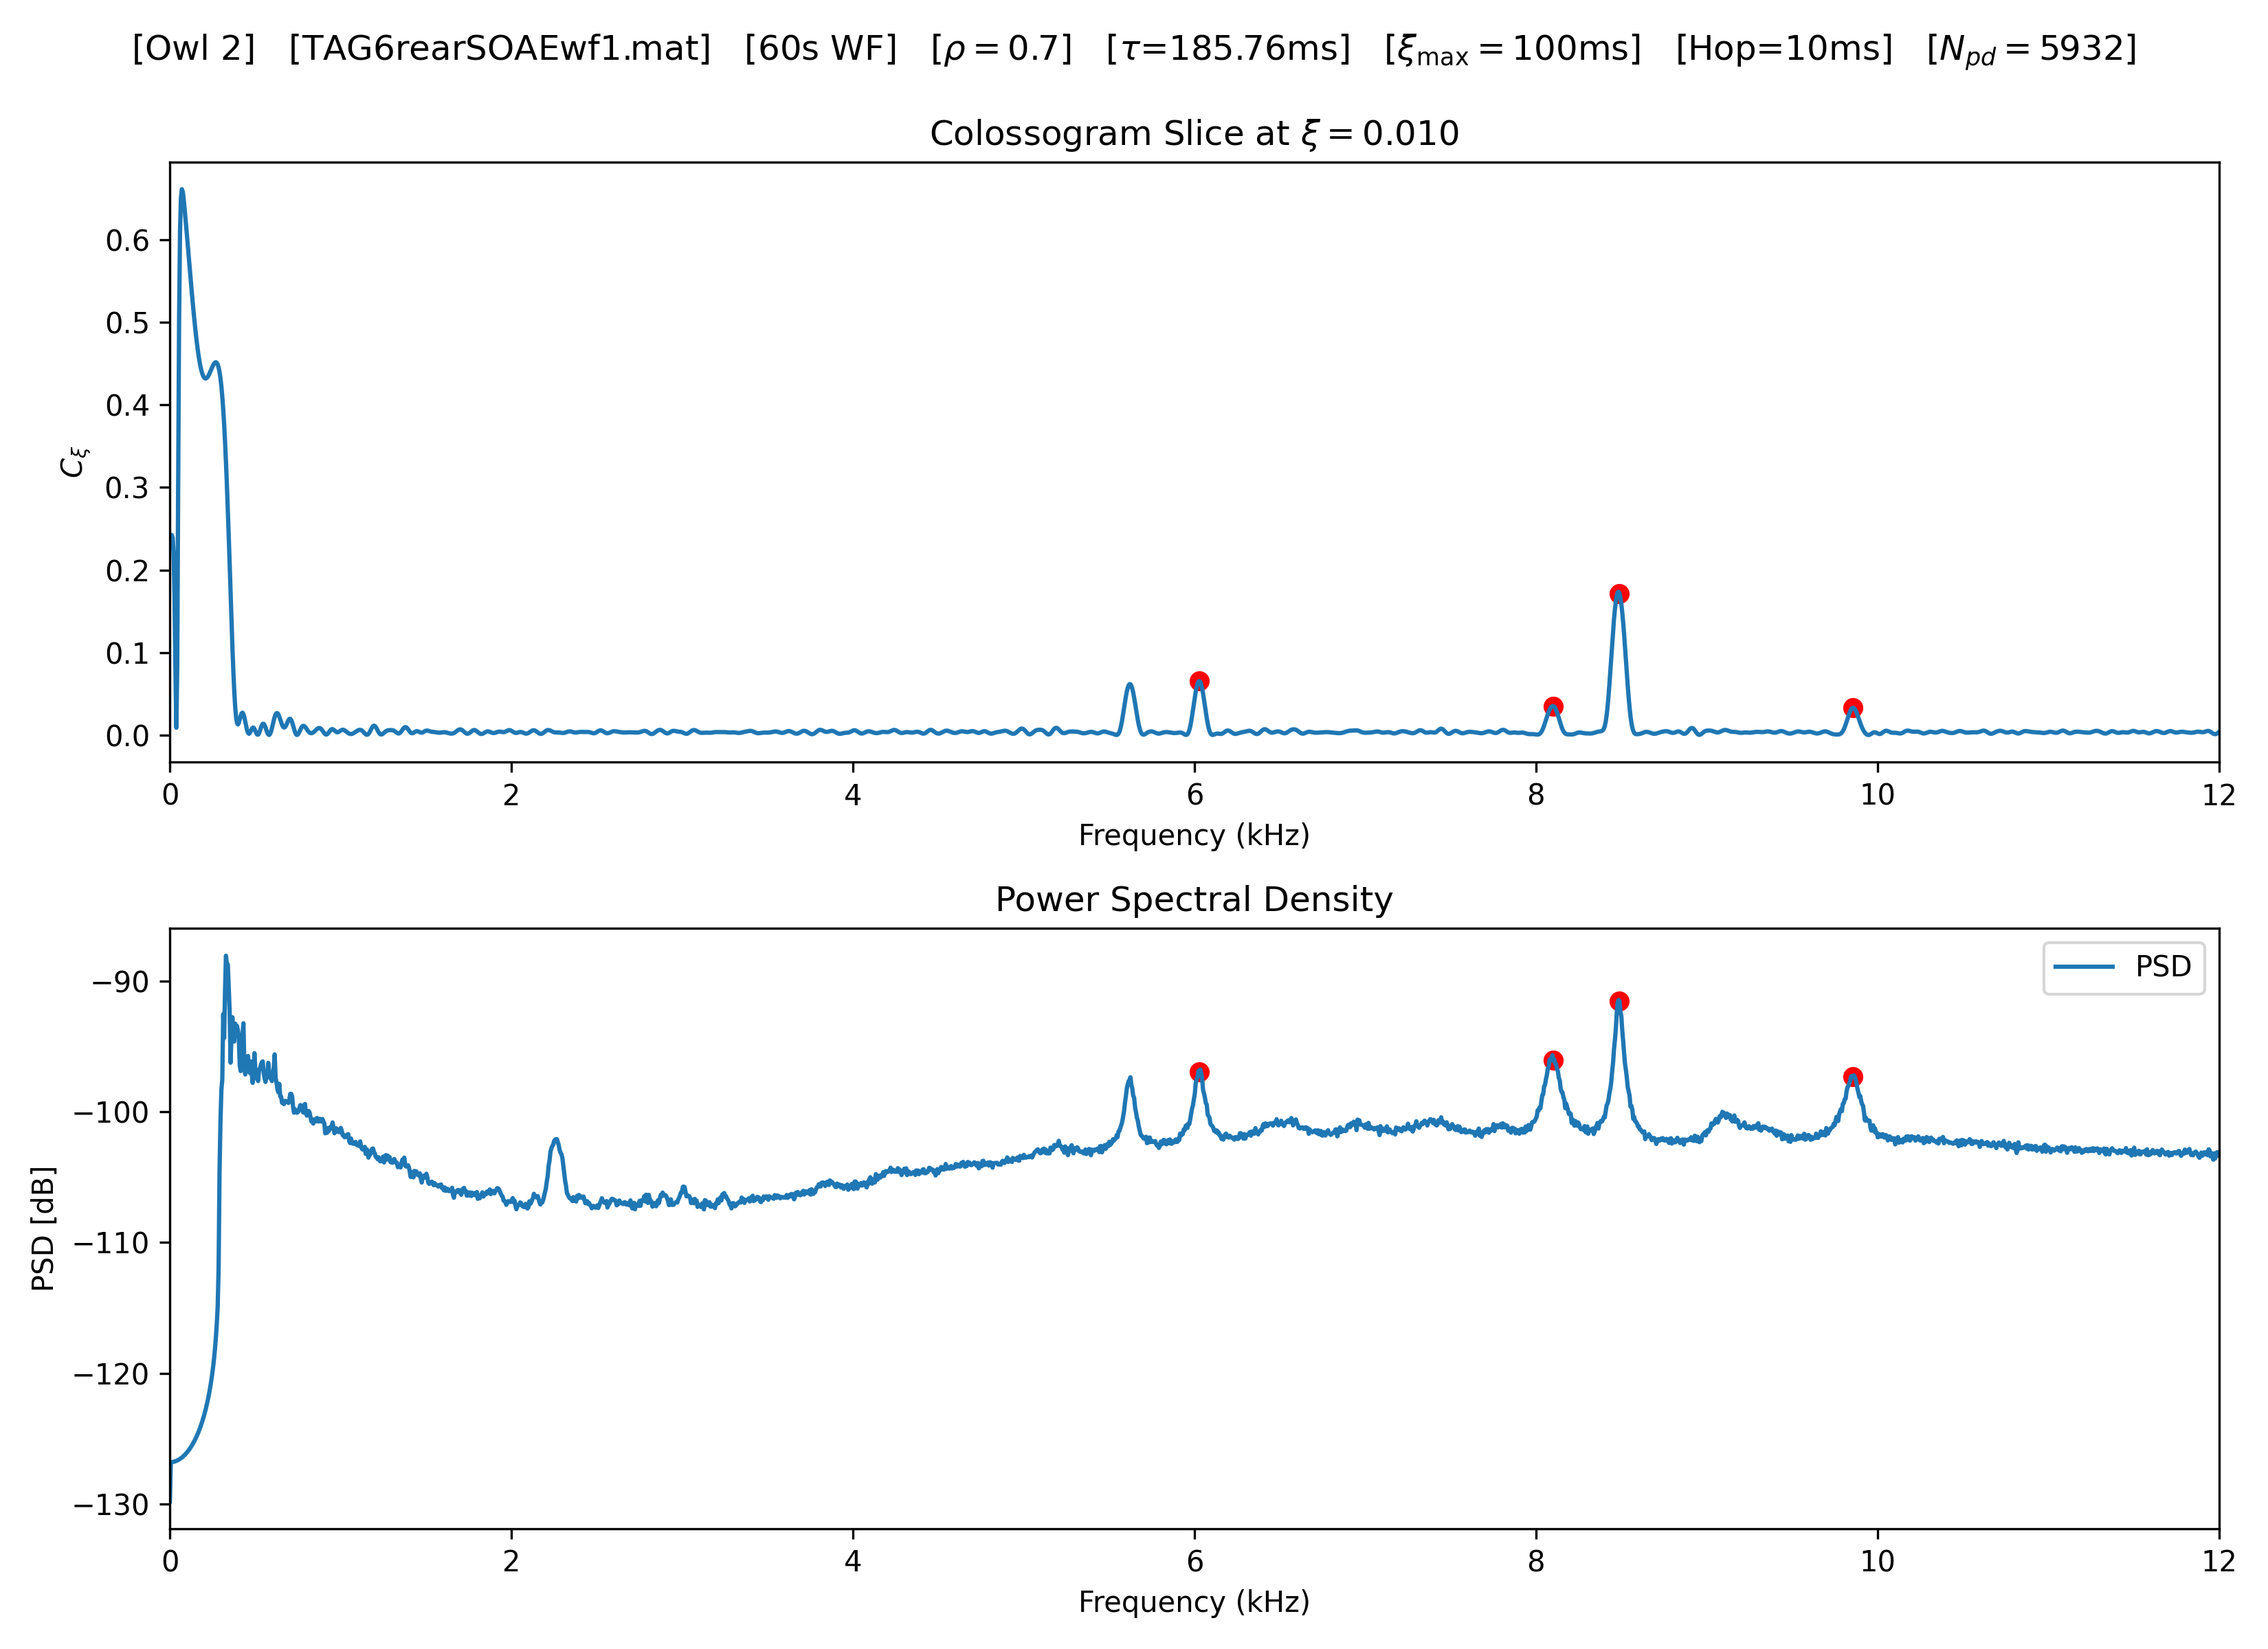 [Owl 2] [TAG6rearSOAEwf1.mat] [60s WF] [ρ = 0.7] [τ=185.76ms] [ξmax = 100ms] [Hop=10ms] [Npd = 5932]
Colossogram Slice at ξ = 0.010
0.6
0.5
0.4
0.3
0.2
0.1
0.0
Cξ
0 2 4 6 8 10 12
Frequency (kHz)
Power Spectral Density
PSD
−90
−100
−110
−120
−130
PSD [dB]
0 2 4 6 8 10 12
Frequency (kHz)